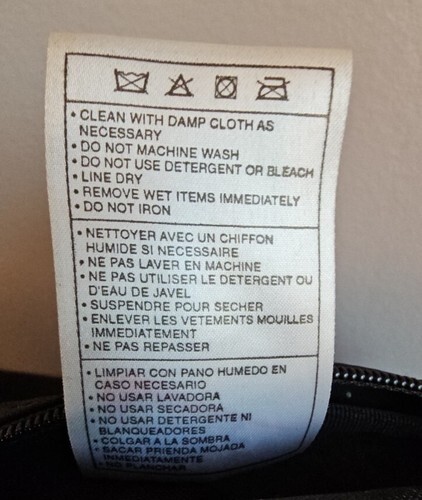 • CLEAN WITH DAMP CLOTH AS
NECESSARY
• DO NOT MACHINE WASH
• DO NOT USE DETERGENT OR BLEACH
• LINE DRY
• REMOVE WET ITEMS IMMEDIATELY
• DO NOT IRON
• NETTOYER AVEC UN CHIFFON
HUMIDE SI NECESSAIRE
• NE PAS LAVER EN MACHINE
• NE PAS UTILISER LE DETERGENT OU
D'EAU DE JAVEL
• SUSPENDRE POUR SECHER
• ENLEVER LES VETEMENTS MOUILLES
IMMEDIATEMENT
• NE PAS REPASSER
• LIMPIAR CON PANO HUMEDO EN
CASO NECESARIO
• NO USAR LAVADORA
• NO USAR SECADORA
• NO USAR DETERGENTE NI
BLANQUEADORES
• COLGAR A LA SOMBRA
• SACAR PRIENDA MOJADA
INMEDIATAMENTE
• NO PLANCHAR